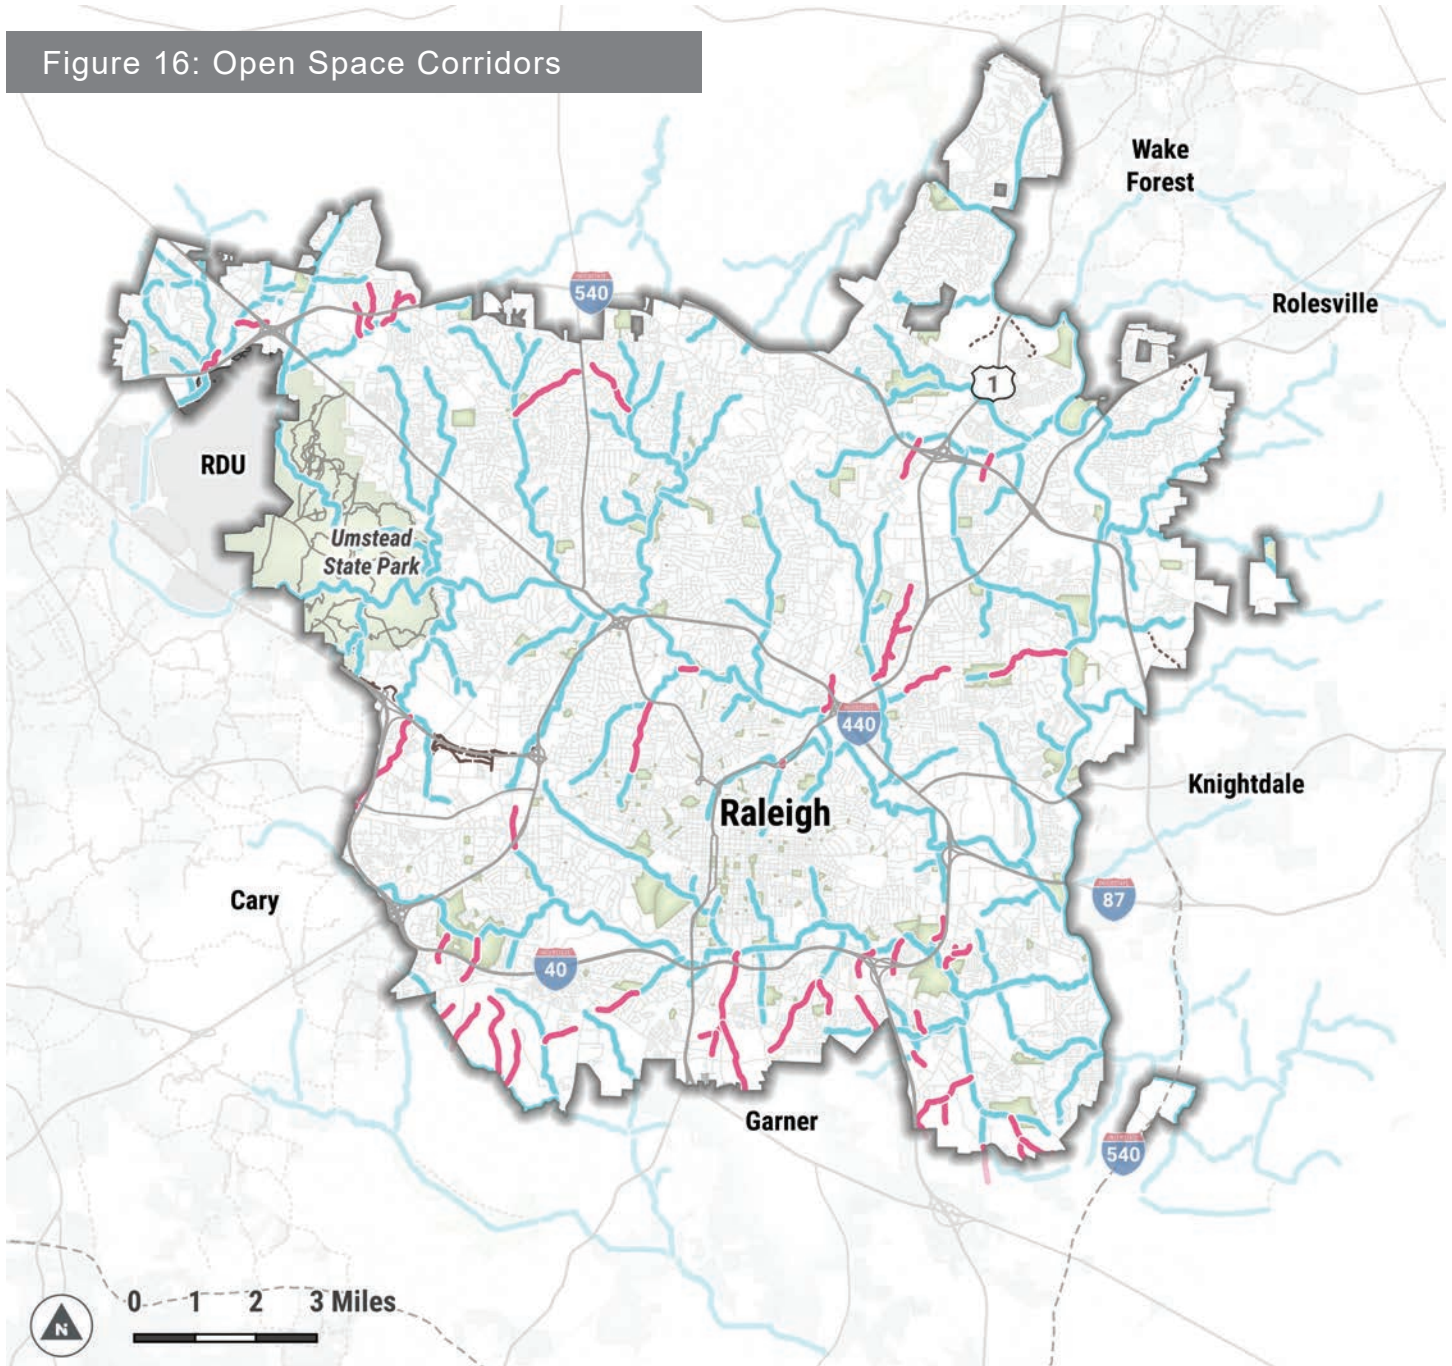 Figure 16: Open Space Corridors
Wake
Forest
540
Rolesville
1
RDU
Umstead
State Park
440
Knightdale
Raleigh
87
Cary
40
Garner
540
0 1 2 3 Miles
N